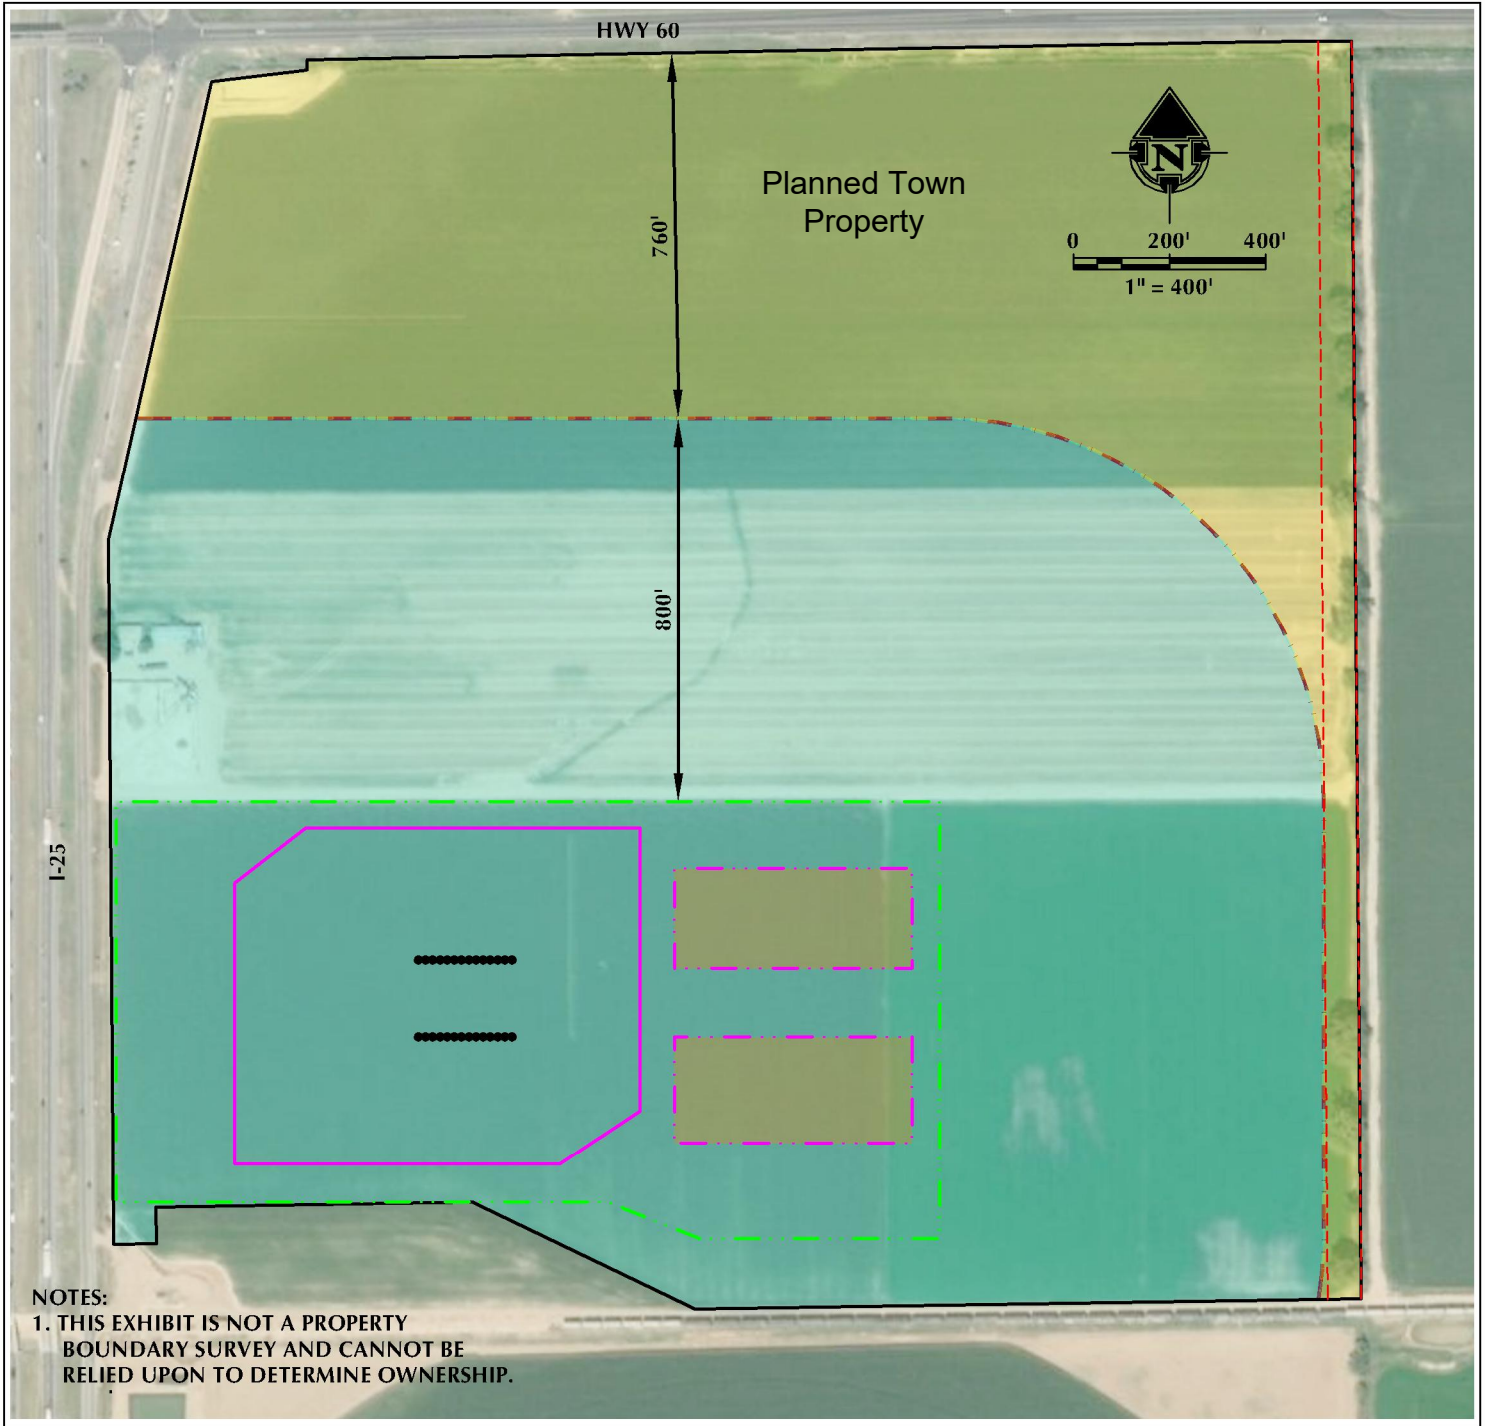 HWY 60
Planned Town
Property
N
760'
0 200' 400'
1" = 400'
800'
I-25
NOTES:
1. THIS EXHIBIT IS NOT A PROPERTY
BOUNDARY SURVEY AND CANNOT BE
RELIED UPON TO DETERMINE OWNERSHIP.